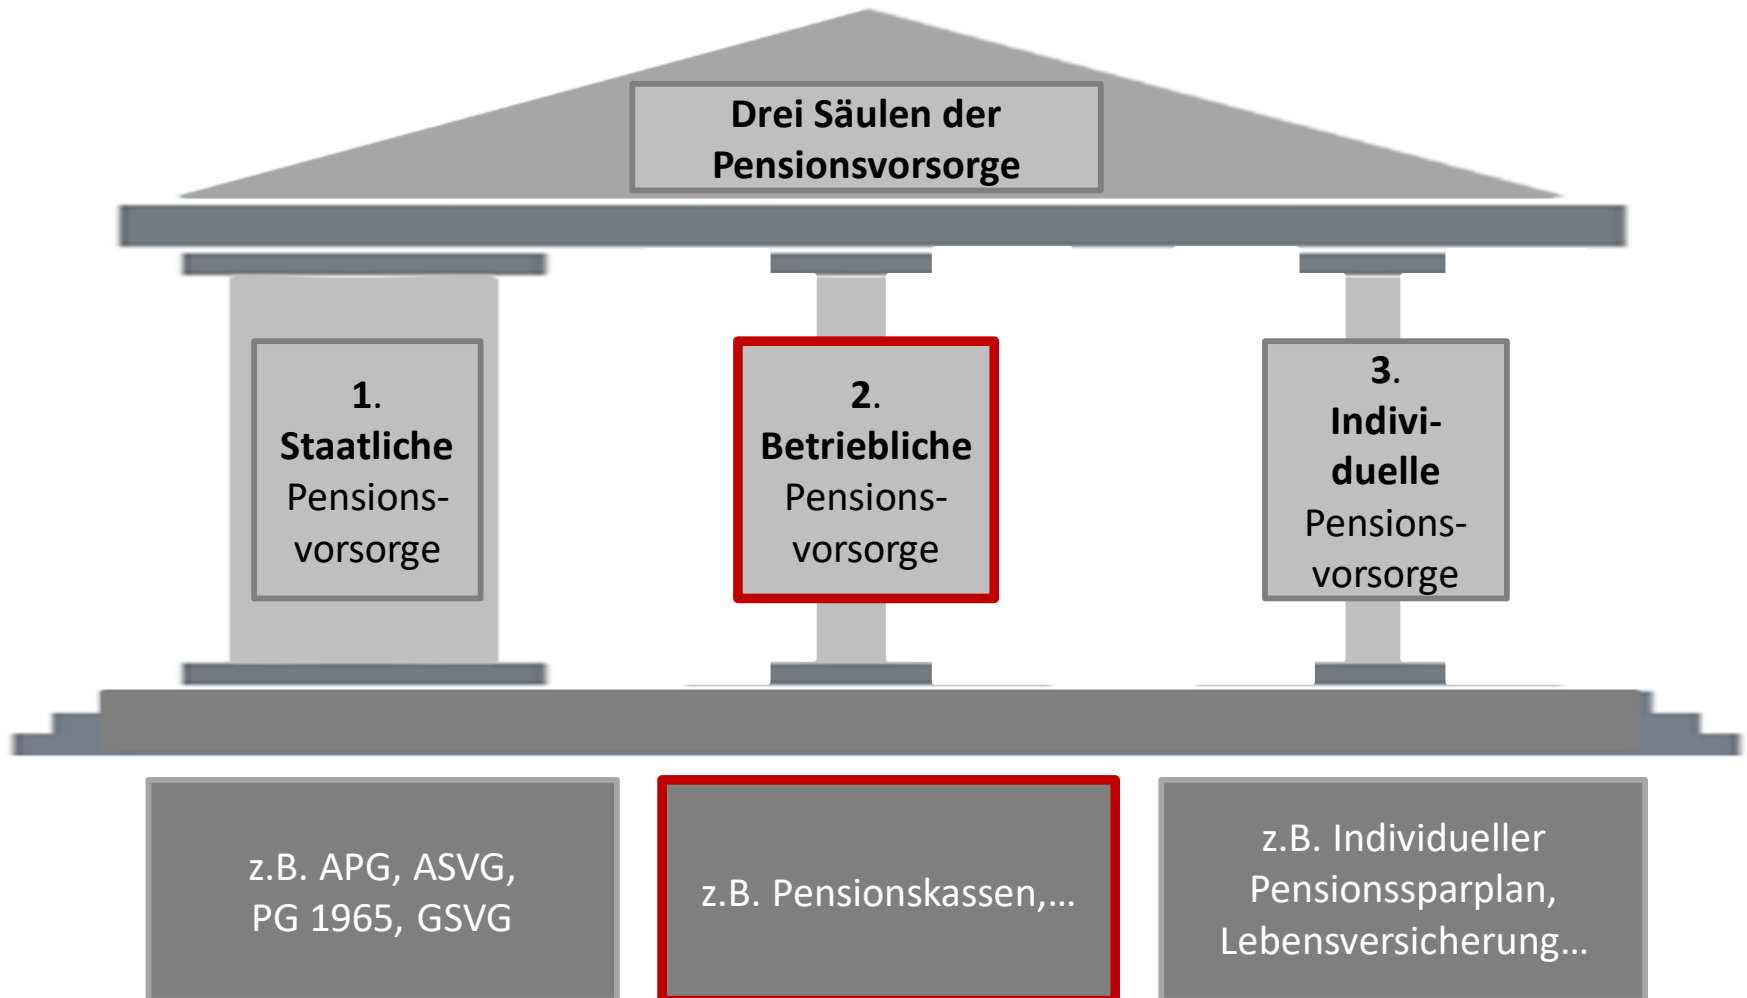 Drei Säulen der
Pensionsvorsorge
1.
Staatliche
Pensions-
vorsorge
2.
Betriebliche
Pensions-
vorsorge
3.
Indivi-
duelle
Pensions-
vorsorge
z.B. APG, ASVG,
PG 1965, GSVG
z.B. Pensionskassen,...
z.B. Individueller
Pensionssparplan,
Lebensversicherung...